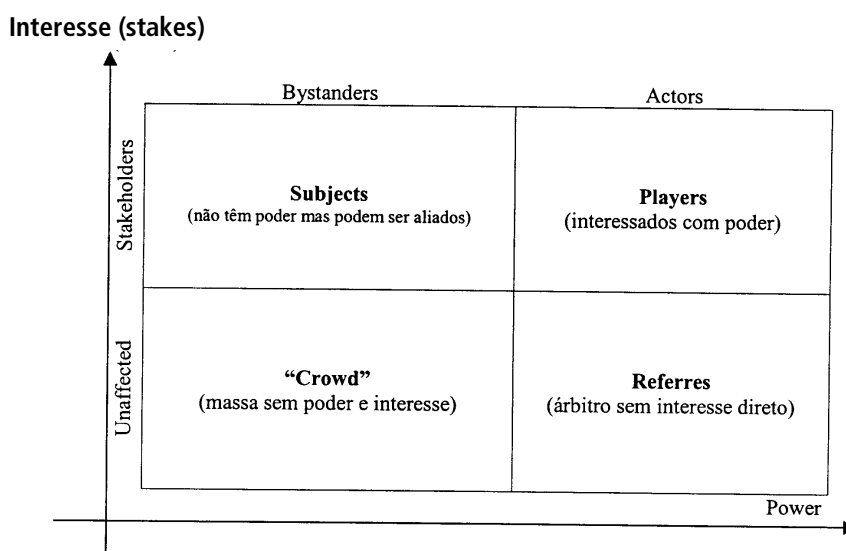 Interesse (stakes)
Bystanders
Actors
Stakeholders
Subjects
(não têm poder mas podem ser aliados)
Players
(interessados com poder)
Unaffected
“Crowd”
(massa sem poder e interesse)
Referres
(árbitro sem interesse direto)
Power